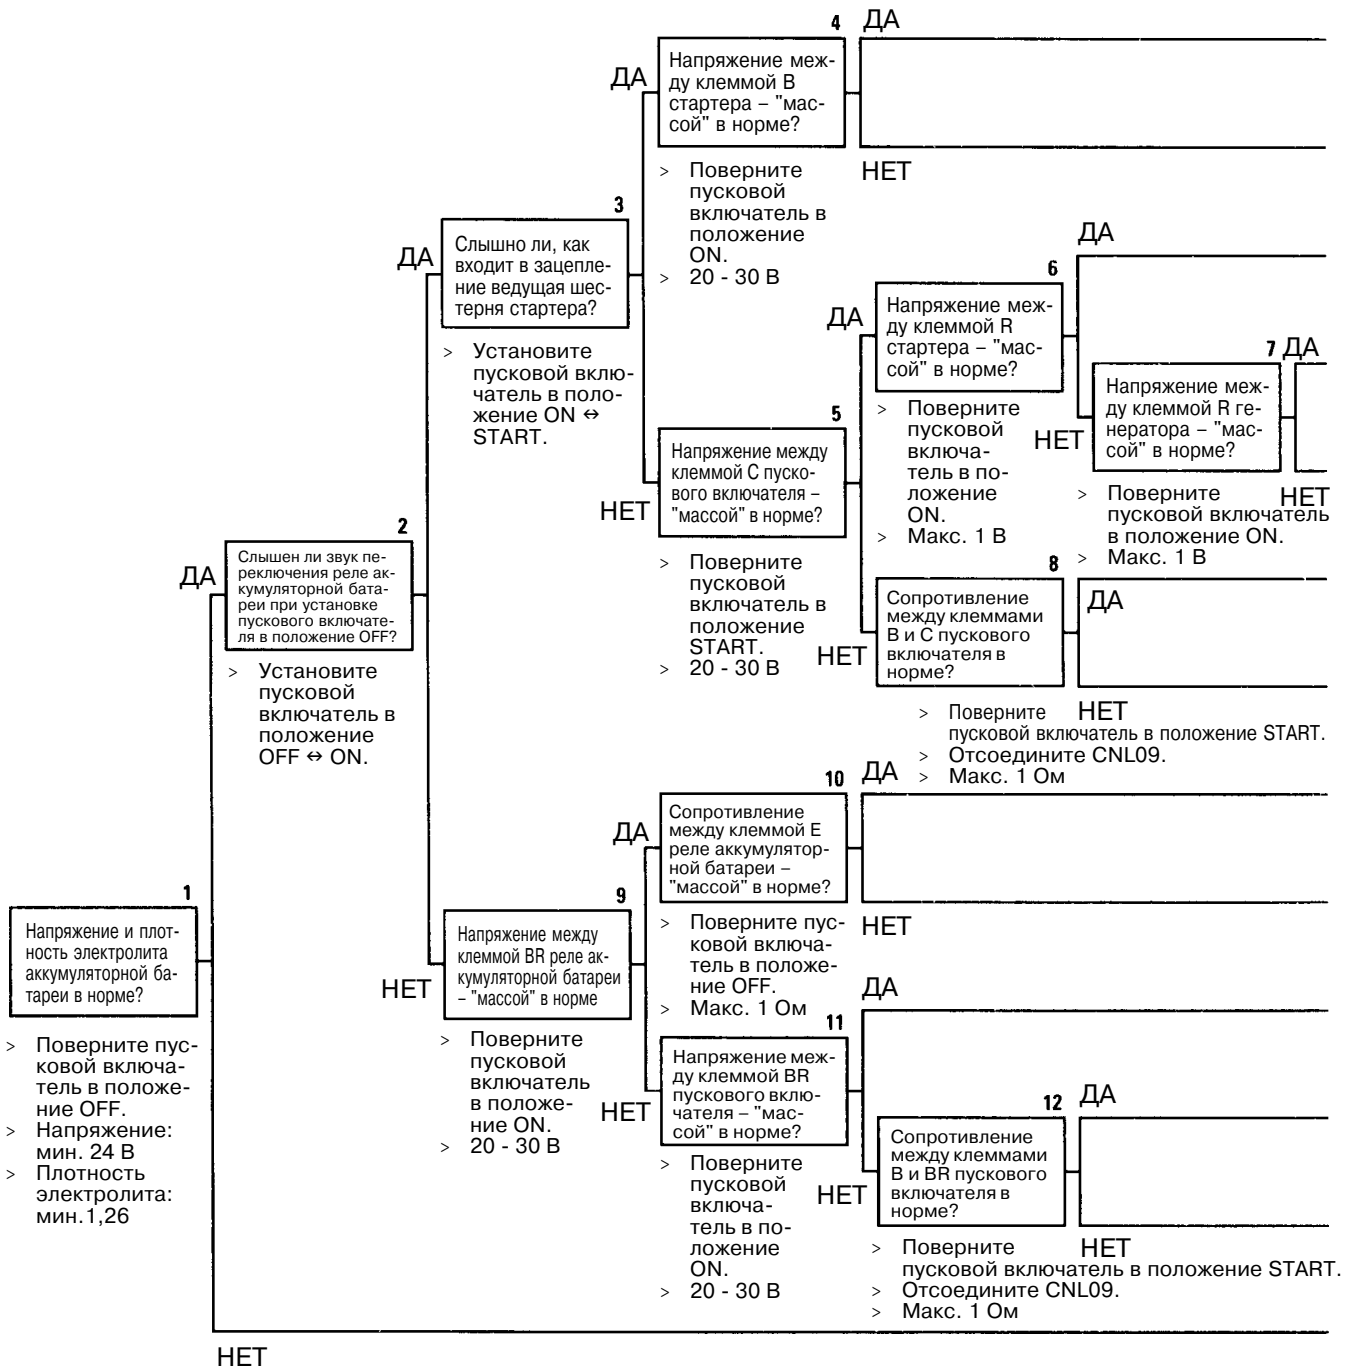 4
ДА
Напряжение меж-
ду клеммой B
стартера – "мас-
сой" в норме?
ДА
> Поверните
пусковой
включатель в
положение
ON.
> 20 - 30 В
НЕТ
3
Слышно ли, как
входит в зацепле-
ние ведущая шес-
терня стартера?
ДА
> Установите
пусковой вклю-
чатель в поло-
жение ON ↔
START.
ДА
6
Напряжение меж-
ду клеммой R
стартера – "мас-
сой" в норме?
ДА
> Поверните
пусковой
включа-
тель в по-
ложение
ON.
> Макс. 1 В
7 ДА
Напряжение меж-
ду клеммой R ге-
нератора – "мас-
сой" в норме?
НЕТ
> Поверните
пусковой включатель
в положение ON.
> Макс. 1 В
НЕТ
5
Напряжение между
клеммой C пуско-
вого включателя –
"массой" в норме?
НЕТ
> Поверните
пусковой
включатель в
положение
START.
> 20 - 30 В
8
Сопротивление
между клеммами
B и C пускового
включателя в
норме?
НЕТ
ДА
НЕТ
> Поверните
пусковой включатель в положение START.
> Отсоедините CNL09.
> Макс. 1 Ом
2
Слышен ли звук пе-
реключения реле ак-
кумуляторной бата-
реи при установке
пускового включате-
ля в положение OFF?
ДА
> Установите
пусковой
включатель в
положение
OFF ↔ ON.
10
ДА
Сопротивление
между клеммой E
реле аккумулятор-
ной батареи –
"массой" в норме?
ДА
> Поверните пус-
ковой включа-
тель в положе-
ние OFF.
> Макс. 1 Ом
НЕТ
1
Напряжение и плот-
ность электролита
аккумуляторной ба-
тареи в норме?
> Поверните пус-
ковой включа-
тель в положе-
ние OFF.
> Напряжение:
мин. 24 В
> Плотность
электролита:
мин.1,26
9
Напряжение между
клеммой BR реле ак-
кумуляторной батареи
– "массой" в норме
НЕТ
> Поверните
пусковой
включатель
в положе-
ние ON.
> 20 - 30 В
11
ДА
Напряжение меж-
ду клеммой BR
пускового вклю-
чателя – "мас-
сой" в норме?
НЕТ
> Поверните
пусковой
включа-
тель в по-
ложение
ON.
> 20 - 30 В
12
ДА
Сопротивление
между клеммами
B и BR пускового
включателя в
норме?
НЕТ
НЕТ
> Поверните
пусковой включатель в положение START.
> Отсоедините CNL09.
> Макс. 1 Ом
НЕТ